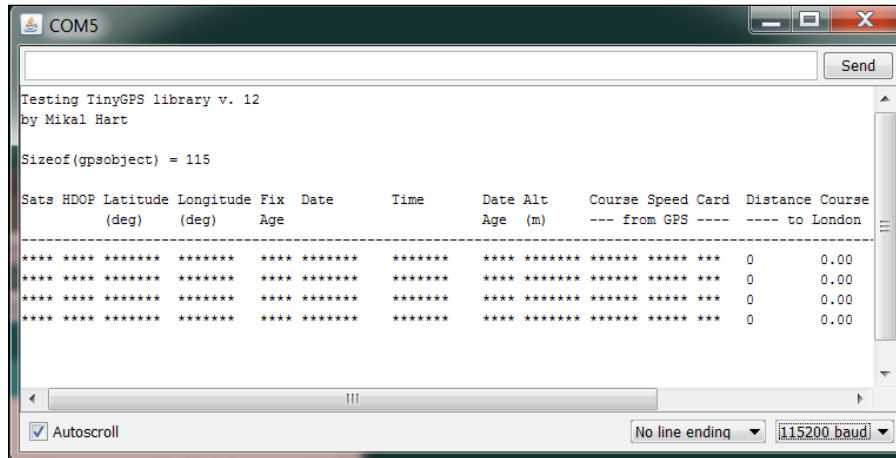 COM5
Send
Testing TinyGPS library v. 12
by Mikal Hart
Sizeof(gpsobject) = 115
Sats HDOP Latitude Longitude Fix Date Time Date Alt Course Speed Card Distance Course
(deg) (deg) Age Age (m) --- from GPS ---- ---- to London
--------------------------------------------------------------------------------------
**** **** ******* ******* **** ******* ******* **** ******* ****** ***** *** 0 0.00
**** **** ******* ******* **** ******* ******* **** ******* ****** ***** *** 0 0.00
**** **** ******* ******* **** ******* ******* **** ******* ****** ***** *** 0 0.00
**** **** ******* ******* **** ******* ******* **** ******* ****** ***** *** 0 0.00
Autoscroll No line ending 115200 baud